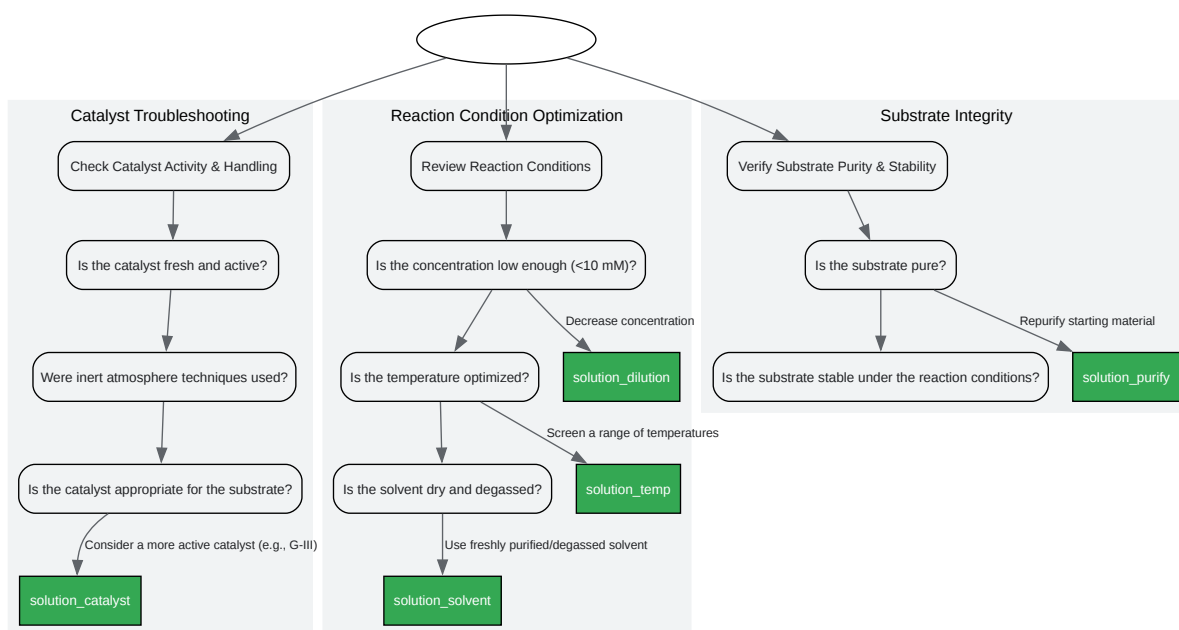 Catalyst Troubleshooting
Reaction Condition Optimization
Substrate Integrity
Check Catalyst Activity & Handling
Review Reaction Conditions
Verify Substrate Purity & Stability
Is the catalyst fresh and active?
Is the concentration low enough (<10 mM)?
Is the substrate pure?
Decrease concentration
Repurify starting material
Were inert atmosphere techniques used?
Is the temperature optimized?
solution_dilution
Is the substrate stable under the reaction conditions?
solution_purify
Screen a range of temperatures
Is the catalyst appropriate for the substrate?
Is the solvent dry and degassed?
solution_temp
Consider a more active catalyst (e.g., G-III)
Use freshly purified/degassed solvent
solution_catalyst
solution_solvent